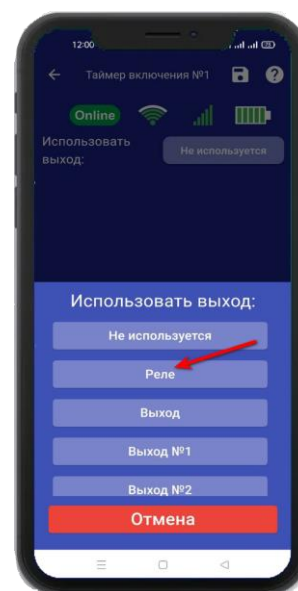 12:00
Таймер включения №1
Online
Использовать
выход:
Не используется
Использовать выход:
Не используется
Реле
Выход
Выход №1
Выход №2
Отмена